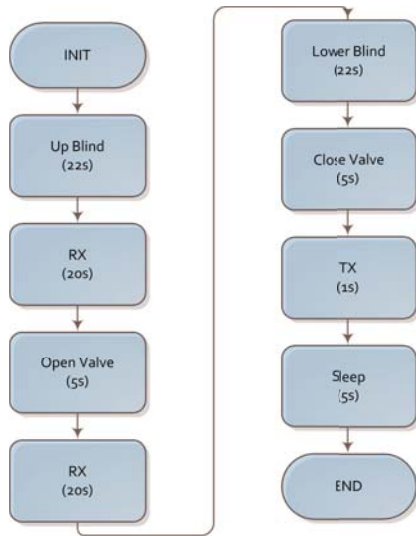 INIT
Up Blind
(22s)
RX
(20s)
Open Valve
(5s)
RX
(20s)
Lower Blind
(22s)
Close Valve
(5s)
TX
(1s)
Sleep
(5s)
END